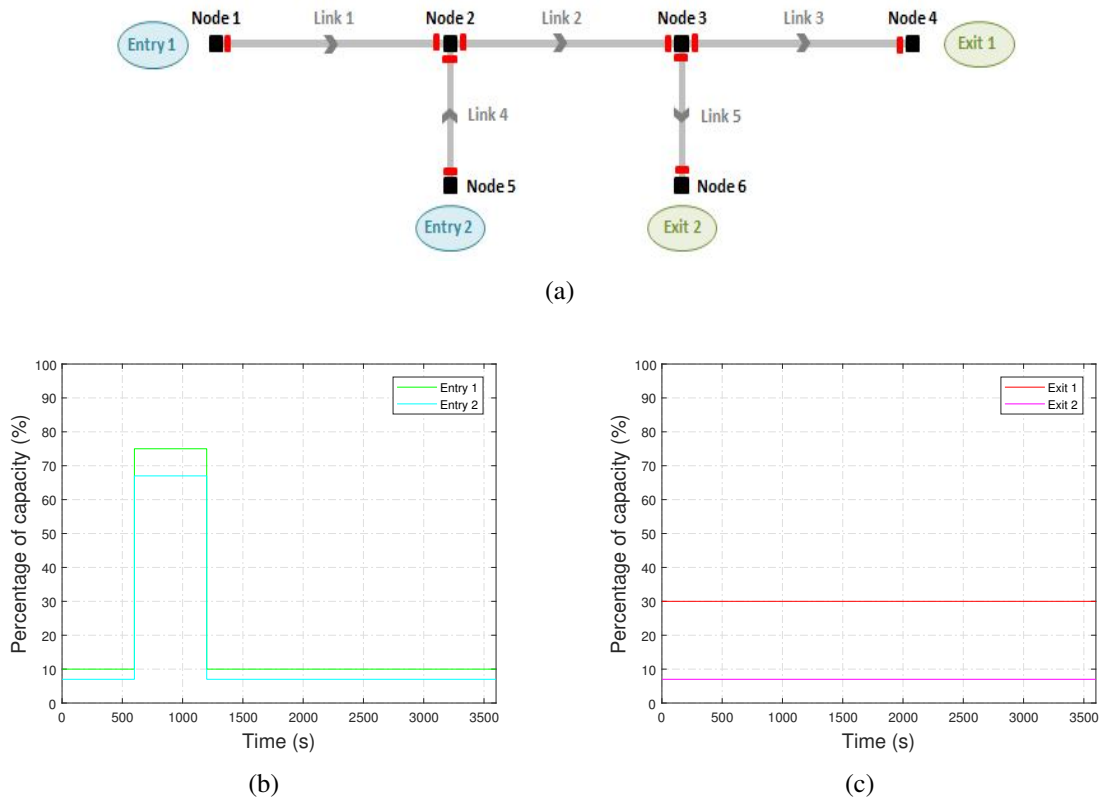 Node 1 Link 1 Node 2 Link 2 Node 3 Link 3 Node 4
Entry 1 Exit 1
Link 4 Link 5
Node 5 Node 6
Entry 2 Exit 2
(a)
Percentage of capacity (%)
100
90
80
70
60
50
40
30
20
10
0
0 500 1000 1500 2000 2500 3000 3500
Time (s)
Entry 1
Entry 2
(b)
Percentage of capacity (%)
100
90
80
70
60
50
40
30
20
10
0
0 500 1000 1500 2000 2500 3000 3500
Time (s)
Exit 1
Exit 2
(c)